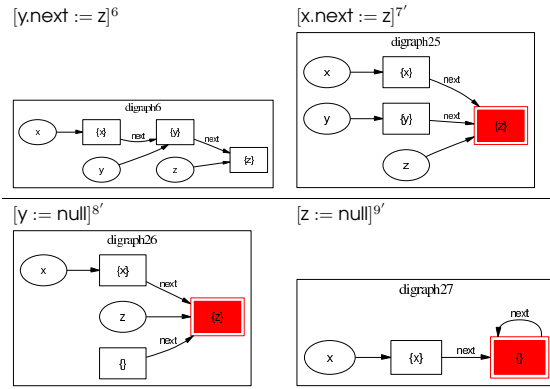 [y.next := z]⁶
digraph6
x
{x}
next
{y}
next
{z}
y
z
[x.next := z]⁷′
digraph25
x
{x}
next
y
{y}
next
{z}
z
[y := null]⁸′
digraph26
x
{x}
next
z
{z}
{}
next
[z := null]⁹′
digraph27
next
x
{x}
next
{}